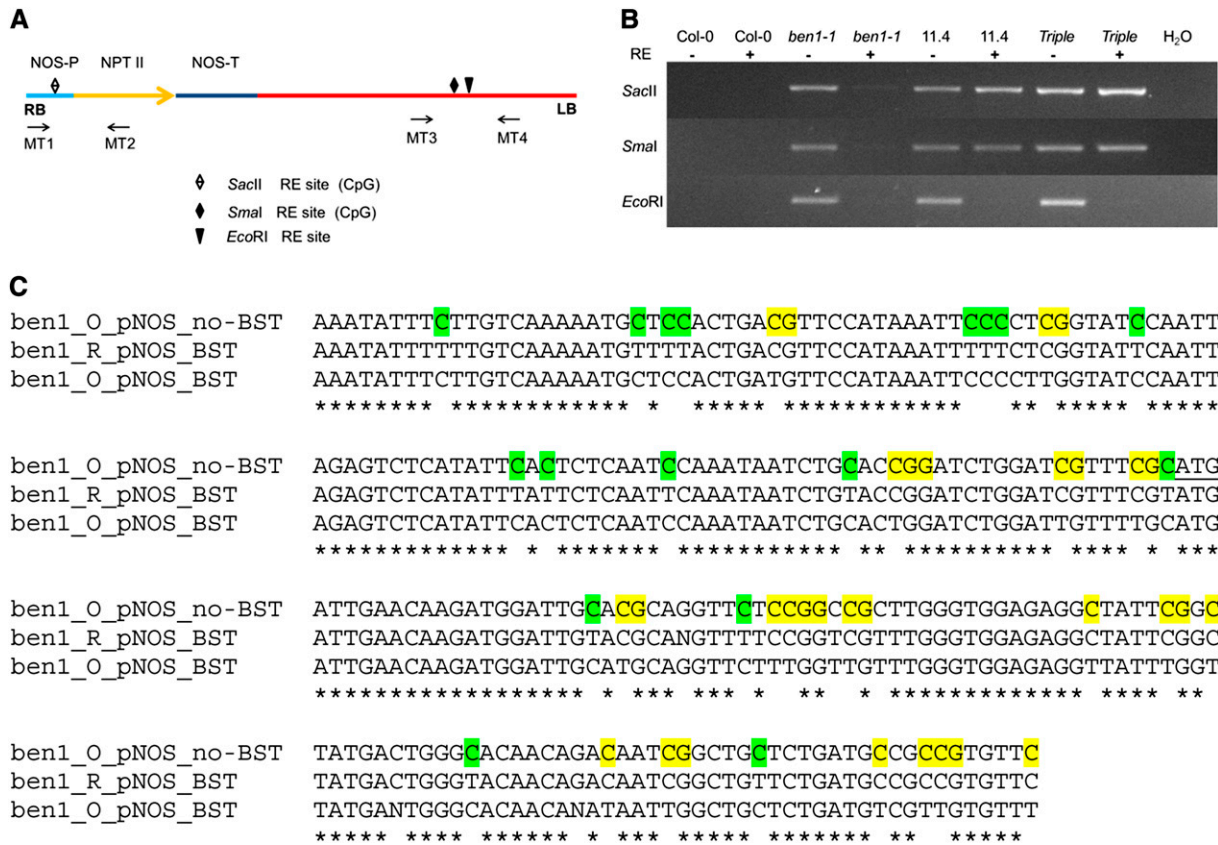 A
NOS-P NPT II NOS-T
RB LB
MT1 MT2 MT3 MT4
SacII RE site (CpG)
SmaI RE site (CpG)
EcoRI RE site
B
Col-0 Col-0 ben1-1 ben1-1 11.4 11.4 Triple Triple H2O
RE - + - + - + - +
SacII
SmaI
EcoRI
C
ben1_O_pNOS_no-BST AAATATTTCTTGTCAAAAATGCTCCACTGACGTTCCATAAATTCCCCTCGGTATCCAATT
ben1_R_pNOS_BST AAATATTTTTTGTCAAAAATGTTTTACTGACGTTCCATAAATTTTTCTCGGTATTCAATT
ben1_O_pNOS_BST AAATATTTCTTGTCAAAAATGCTCCACTGATGTTCCATAAATTCCCCTTGGTATCCAATT
******** ************ * ***** ************ ** ***** *****
ben1_O_pNOS_no-BST AGAGTCTCATATTCACTCTCAATCCAAATAATCTGCACCGGATCTGGATCGTTTCGCATG
ben1_R_pNOS_BST AGAGTCTCATATTTATTCTCAATTCAAATAATCTGTACCGGATCTGGATCGTTTCGTATG
ben1_O_pNOS_BST AGAGTCTCATATTCACTCTCAATCCAAATAATCTGCACTGGATCTGGATTGTTTTGCATG
************* * ******* *********** ** ********** **** * ***
ben1_O_pNOS_no-BST ATTGAACAAGATGGATTGCACGCAGGTTCTCCGGCCGCTTGGGTGGAGAGGCTATTCGGC
ben1_R_pNOS_BST ATTGAACAAGATGGATTGTACGCANGTTTTCCGGTCGTTTGGGTGGAGAGGCTATTCGGC
ben1_O_pNOS_BST ATTGAACAAGATGGATTGCATGCAGGTTCTTTGGTTGTTTGGGTGGAGAGGTTATTTGGT
****************** * *** *** * ** * ************* **** **
ben1_O_pNOS_no-BST TATGACTGGGCACAACAGACAATCGGCTGCTCTGATGCCGCCGTGTTC
ben1_R_pNOS_BST TATGACTGGGTACAACAGACAATCGGCTGTTCTGATGCCGCCGTGTTC
ben1_O_pNOS_BST TATGANTGGGCACAACANATAATTGGCTGCTCTGATGTCGTTGTGTTT
***** **** ****** * *** ***** ******* ** *****